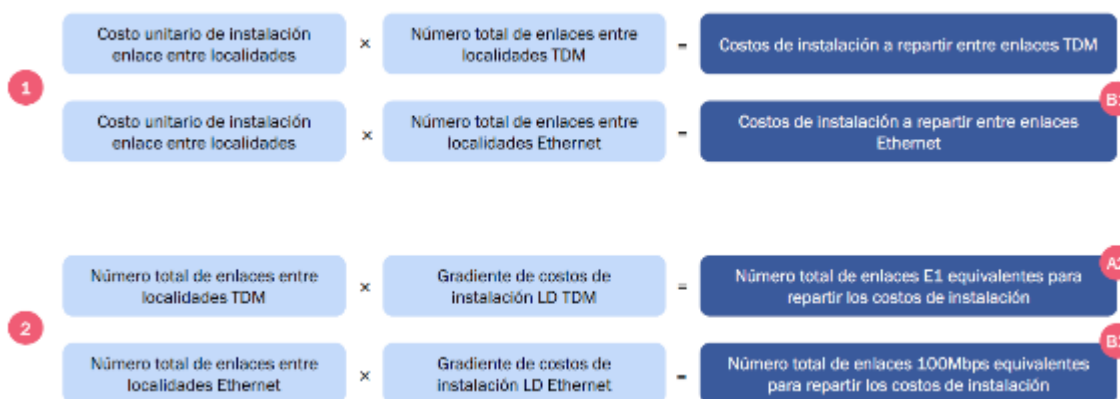 Costo unitario de instalación
enlace entre localidades
×
Número total de enlaces entre
localidades TDM
=
Costos de instalación a repartir entre enlaces TDM
1
Costo unitario de instalación
enlace entre localidades
×
Número total de enlaces entre
localidades Ethernet
=
Costos de instalación a repartir entre enlaces
Ethernet
Número total de enlaces entre
localidades TDM
×
Gradiente de costos de
instalación LD TDM
=
Número total de enlaces E1 equivalentes para
repartir los costos de instalación
2
Número total de enlaces entre
localidades Ethernet
×
Gradiente de costos de
instalación LD Ethernet
=
Número total de enlaces 100Mbps equivalentes
para repartir los costos de instalación